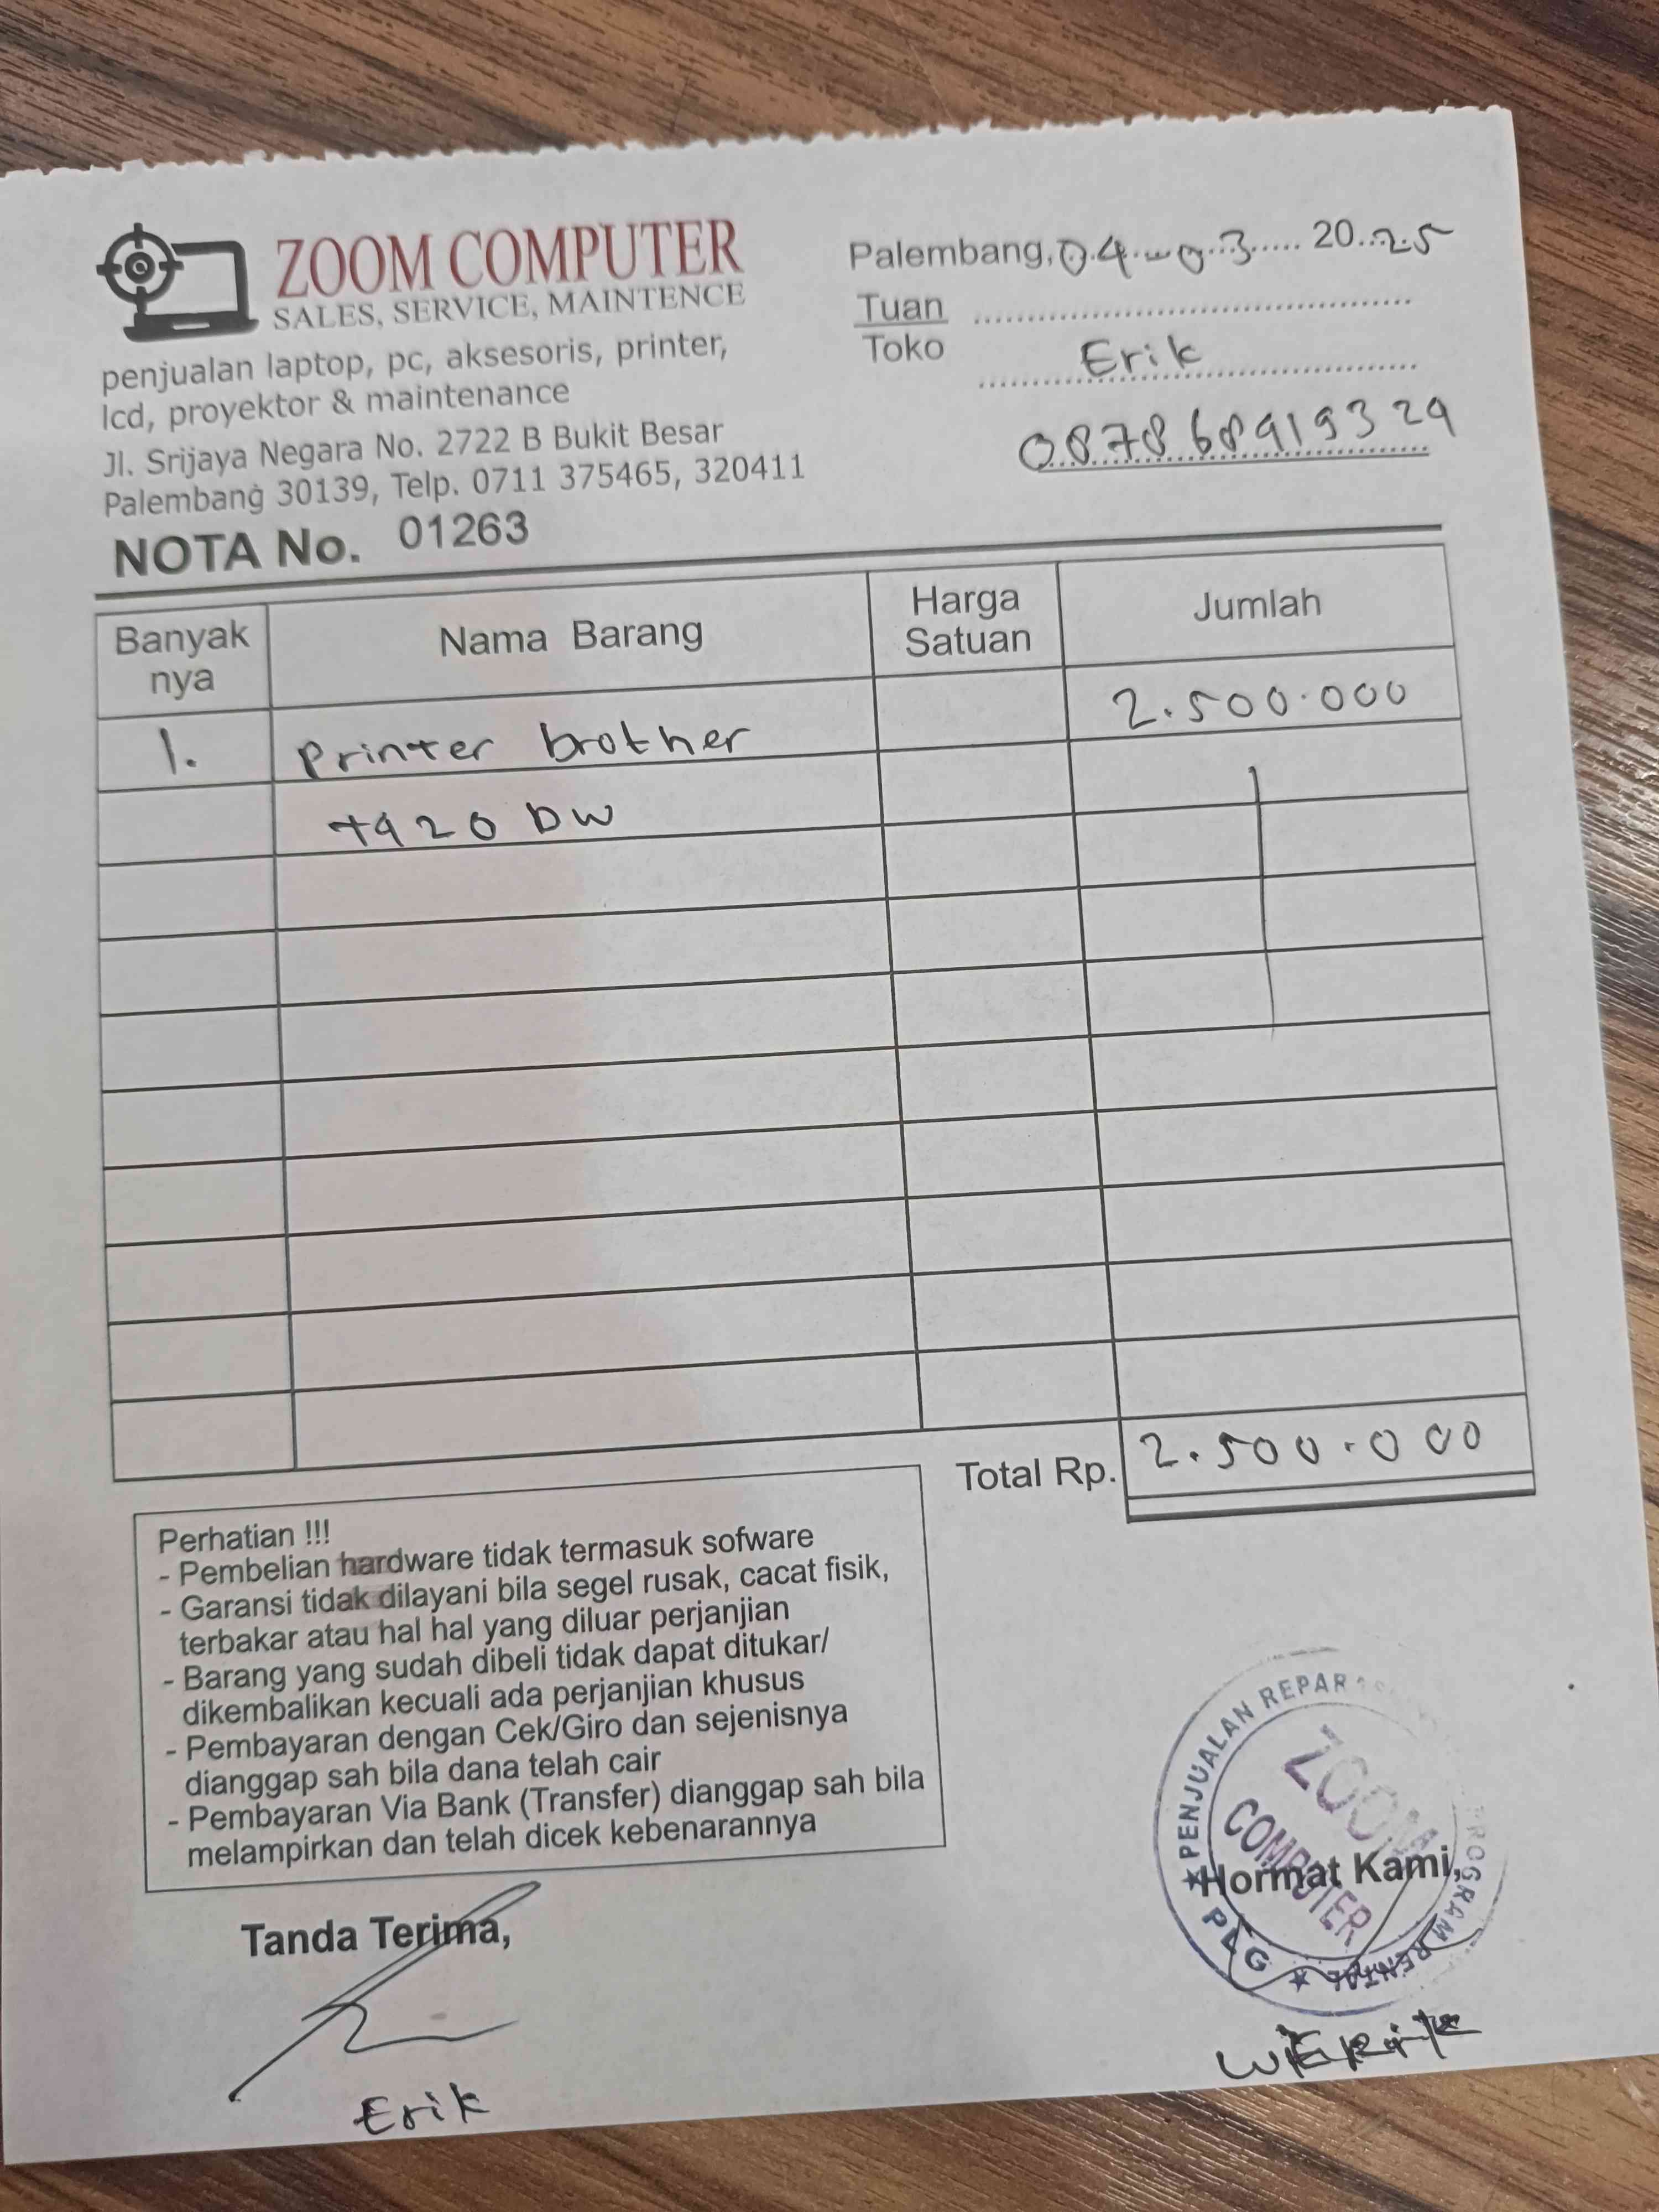 ZOOM COMPUTER
SALES, SERVICE, MAINTENCE
penjualan laptop, pc, aksesoris, printer,
lcd, proyektor & maintenance
Jl. Srijaya Negara No. 2722 B Bukit Besar
Palembang 30139, Telp. 0711 375465, 320411
NOTA No. 01263
Palembang, 04 - 03 2025
Tuan
Toko Erik
087868919329
Banyak nya Nama Barang Harga Satuan Jumlah
1. Printer brother 2.500.000
T920 DW
Total Rp. 2.500.000
Perhatian !!!
- Pembelian hardware tidak termasuk sofware
- Garansi tidak dilayani bila segel rusak, cacat fisik,
terbakar atau hal hal yang diluar perjanjian
- Barang yang sudah dibeli tidak dapat ditukar/
dikembalikan kecuali ada perjanjian khusus
- Pembayaran dengan Cek/Giro dan sejenisnya
dianggap sah bila dana telah cair
- Pembayaran Via Bank (Transfer) dianggap sah bila
melampirkan dan telah dicek kebenarannya
Tanda Terima,
Erik
PENJUALAN PROGRAM RENTAL
PLG
ZOOM
COMPUTER
Hormat Kami,